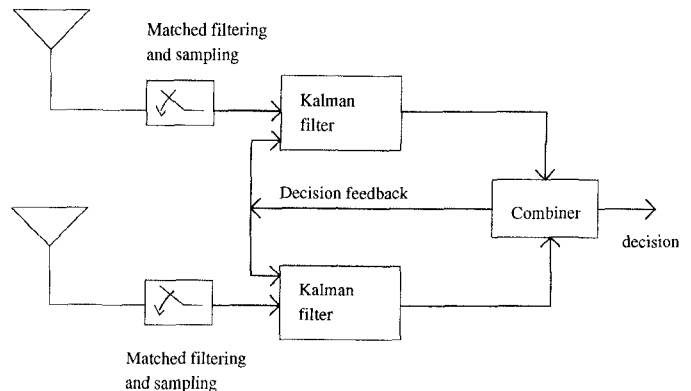 Matched filtering
and sampling
Kalman
filter
Decision feedback
Combiner
decision
Kalman
filter
Matched filtering
and sampling